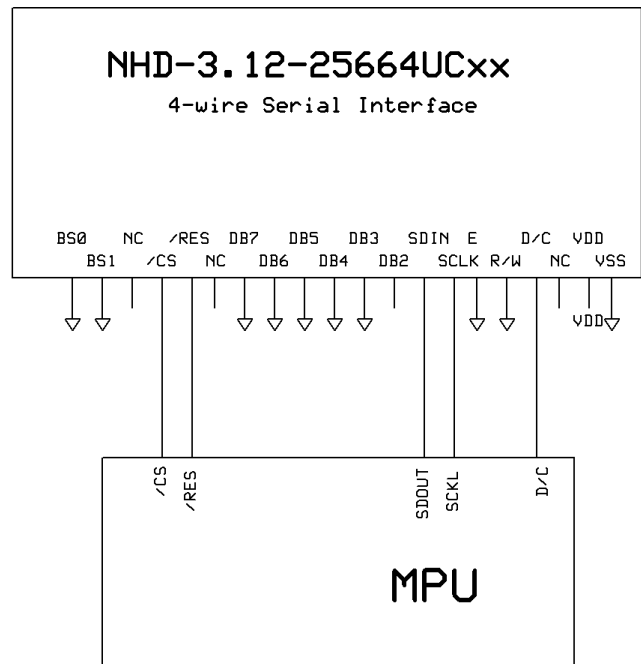 NHD-3.12-25664UCxx
4-wire Serial Interface
BS0 NC /RES DB7 DB5 DB3 SDIN E D/C VDD
BS1 /CS NC DB6 DB4 DB2 SCLK R/W NC VSS
VDD
/CS
/RES
SDOUT
SCKL
D/C
MPU